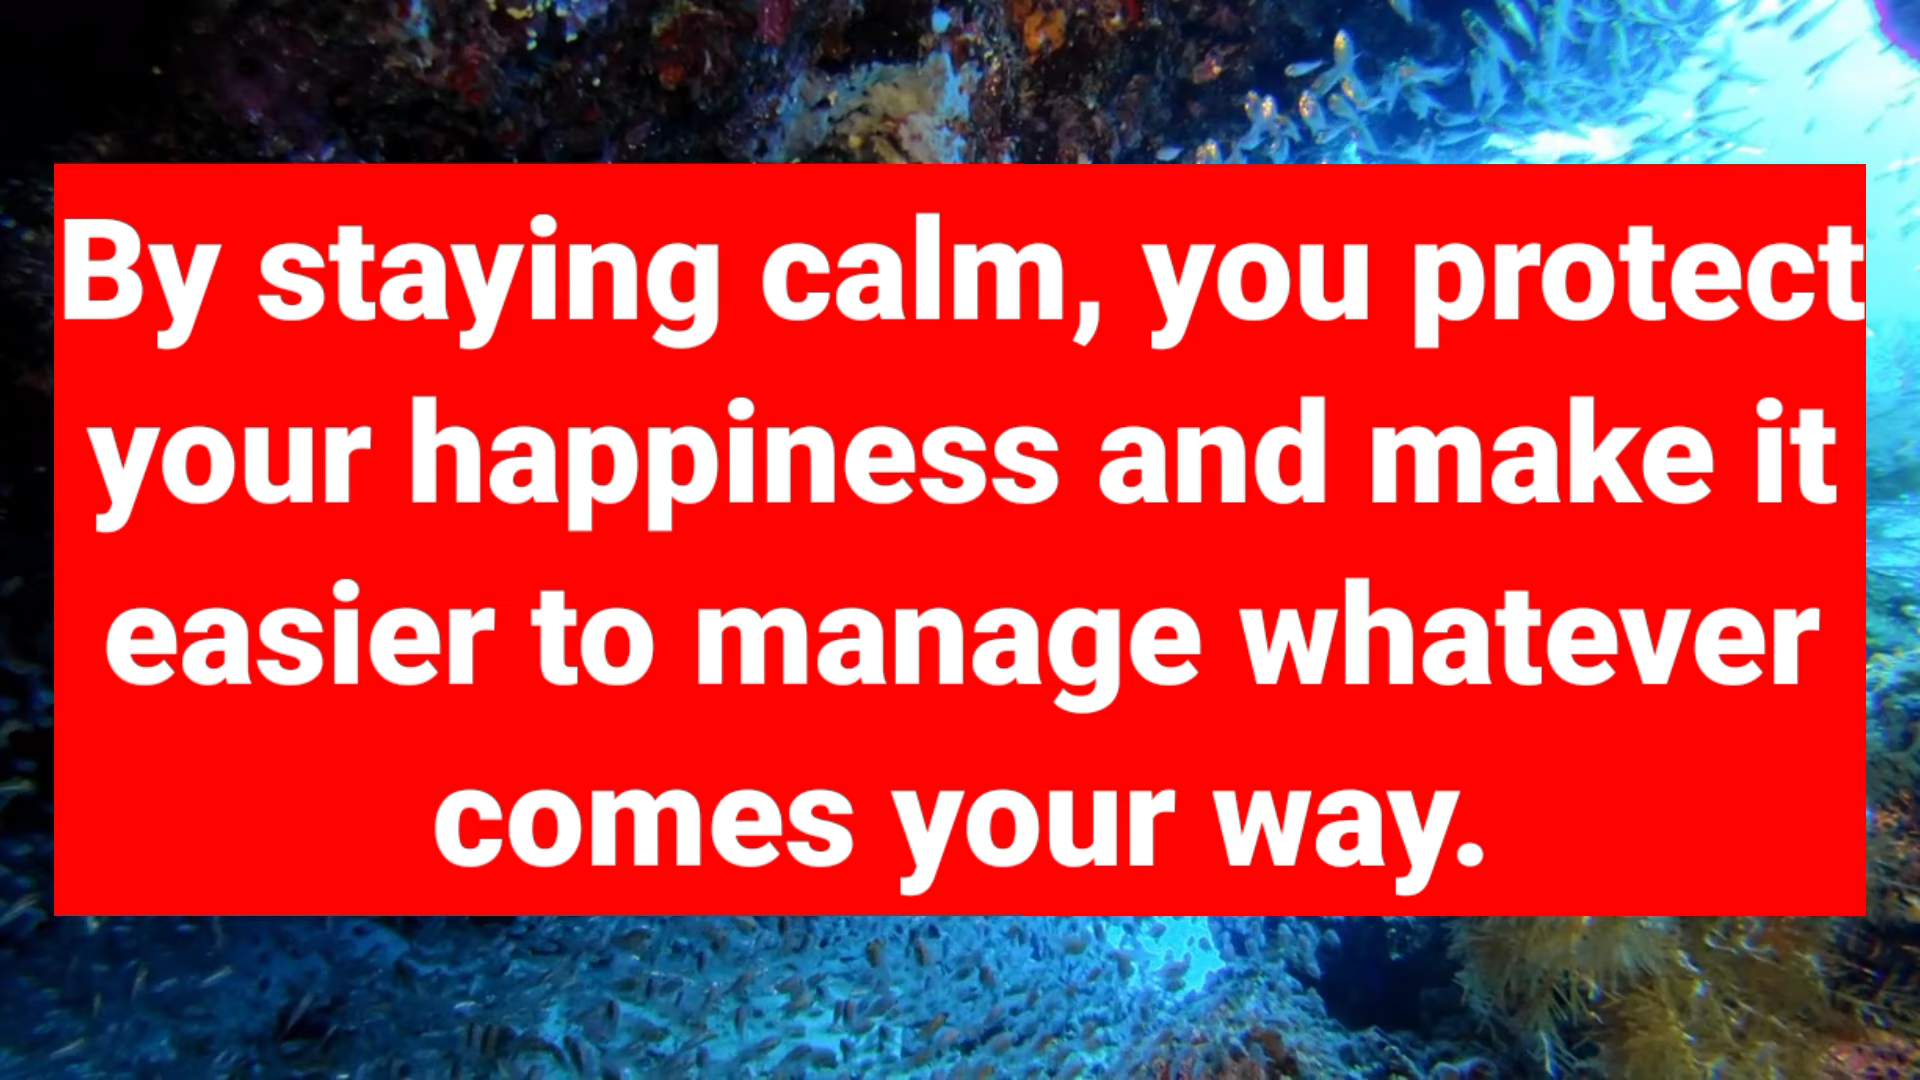 By staying calm, you protect
your happiness and make it
easier to manage whatever
comes your way.